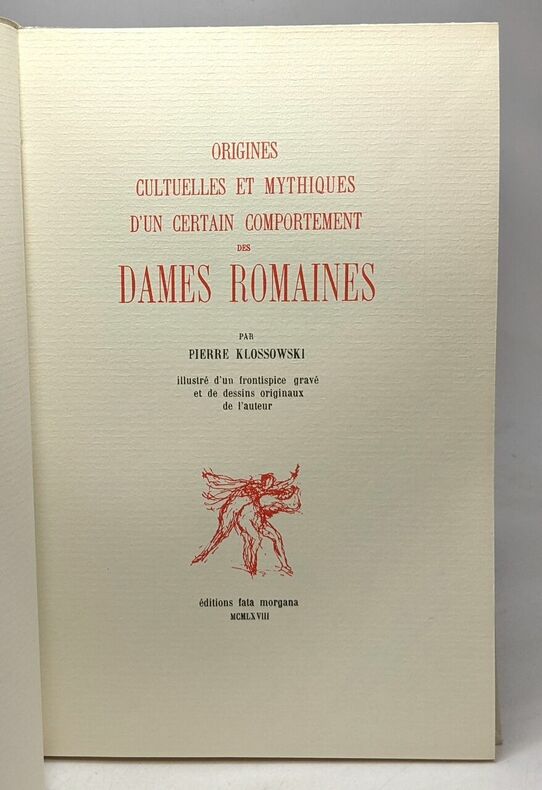 ORIGINES
CULTUELLES ET MYTHIQUES
D'UN CERTAIN COMPORTEMENT
DES
DAMES ROMAINES
PAR
PIERRE KLOSSOWSKI
illustré d'un frontispice gravé
et de dessins originaux
de l'auteur
éditions fata morgana
MCMLXVIII